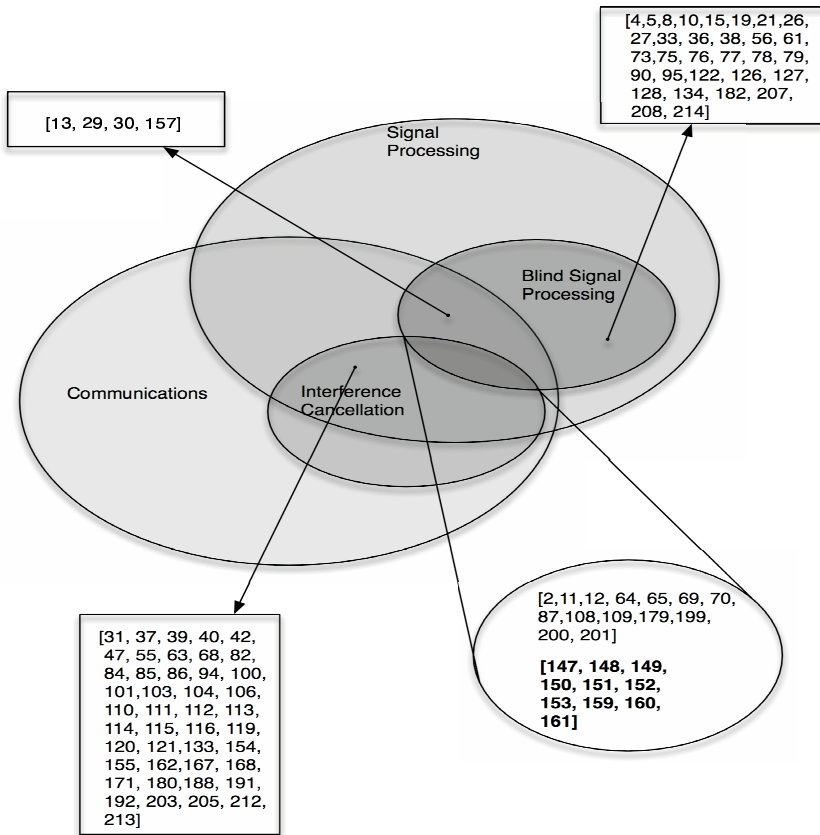 [4,5,8,10,15,19,21,26,
27,33, 36, 38, 56, 61,
73,75, 76, 77, 78, 79,
90, 95,122, 126, 127,
128, 134, 182, 207,
208, 214]
[13, 29, 30, 157]
Signal
Processing
Blind Signal
Processing
Communications
Interference
Cancellation
[31, 37, 39, 40, 42,
47, 55, 63, 68, 82,
84, 85, 86, 94, 100,
101,103, 104, 106,
110, 111, 112, 113,
114, 115, 116, 119,
120, 121,133, 154,
155, 162,167, 168,
171, 180,188, 191,
192, 203, 205, 212,
213]
[2,11,12, 64, 65, 69, 70,
87,108,109,179,199,
200, 201]
[147, 148, 149,
150, 151, 152,
153, 159, 160,
161]